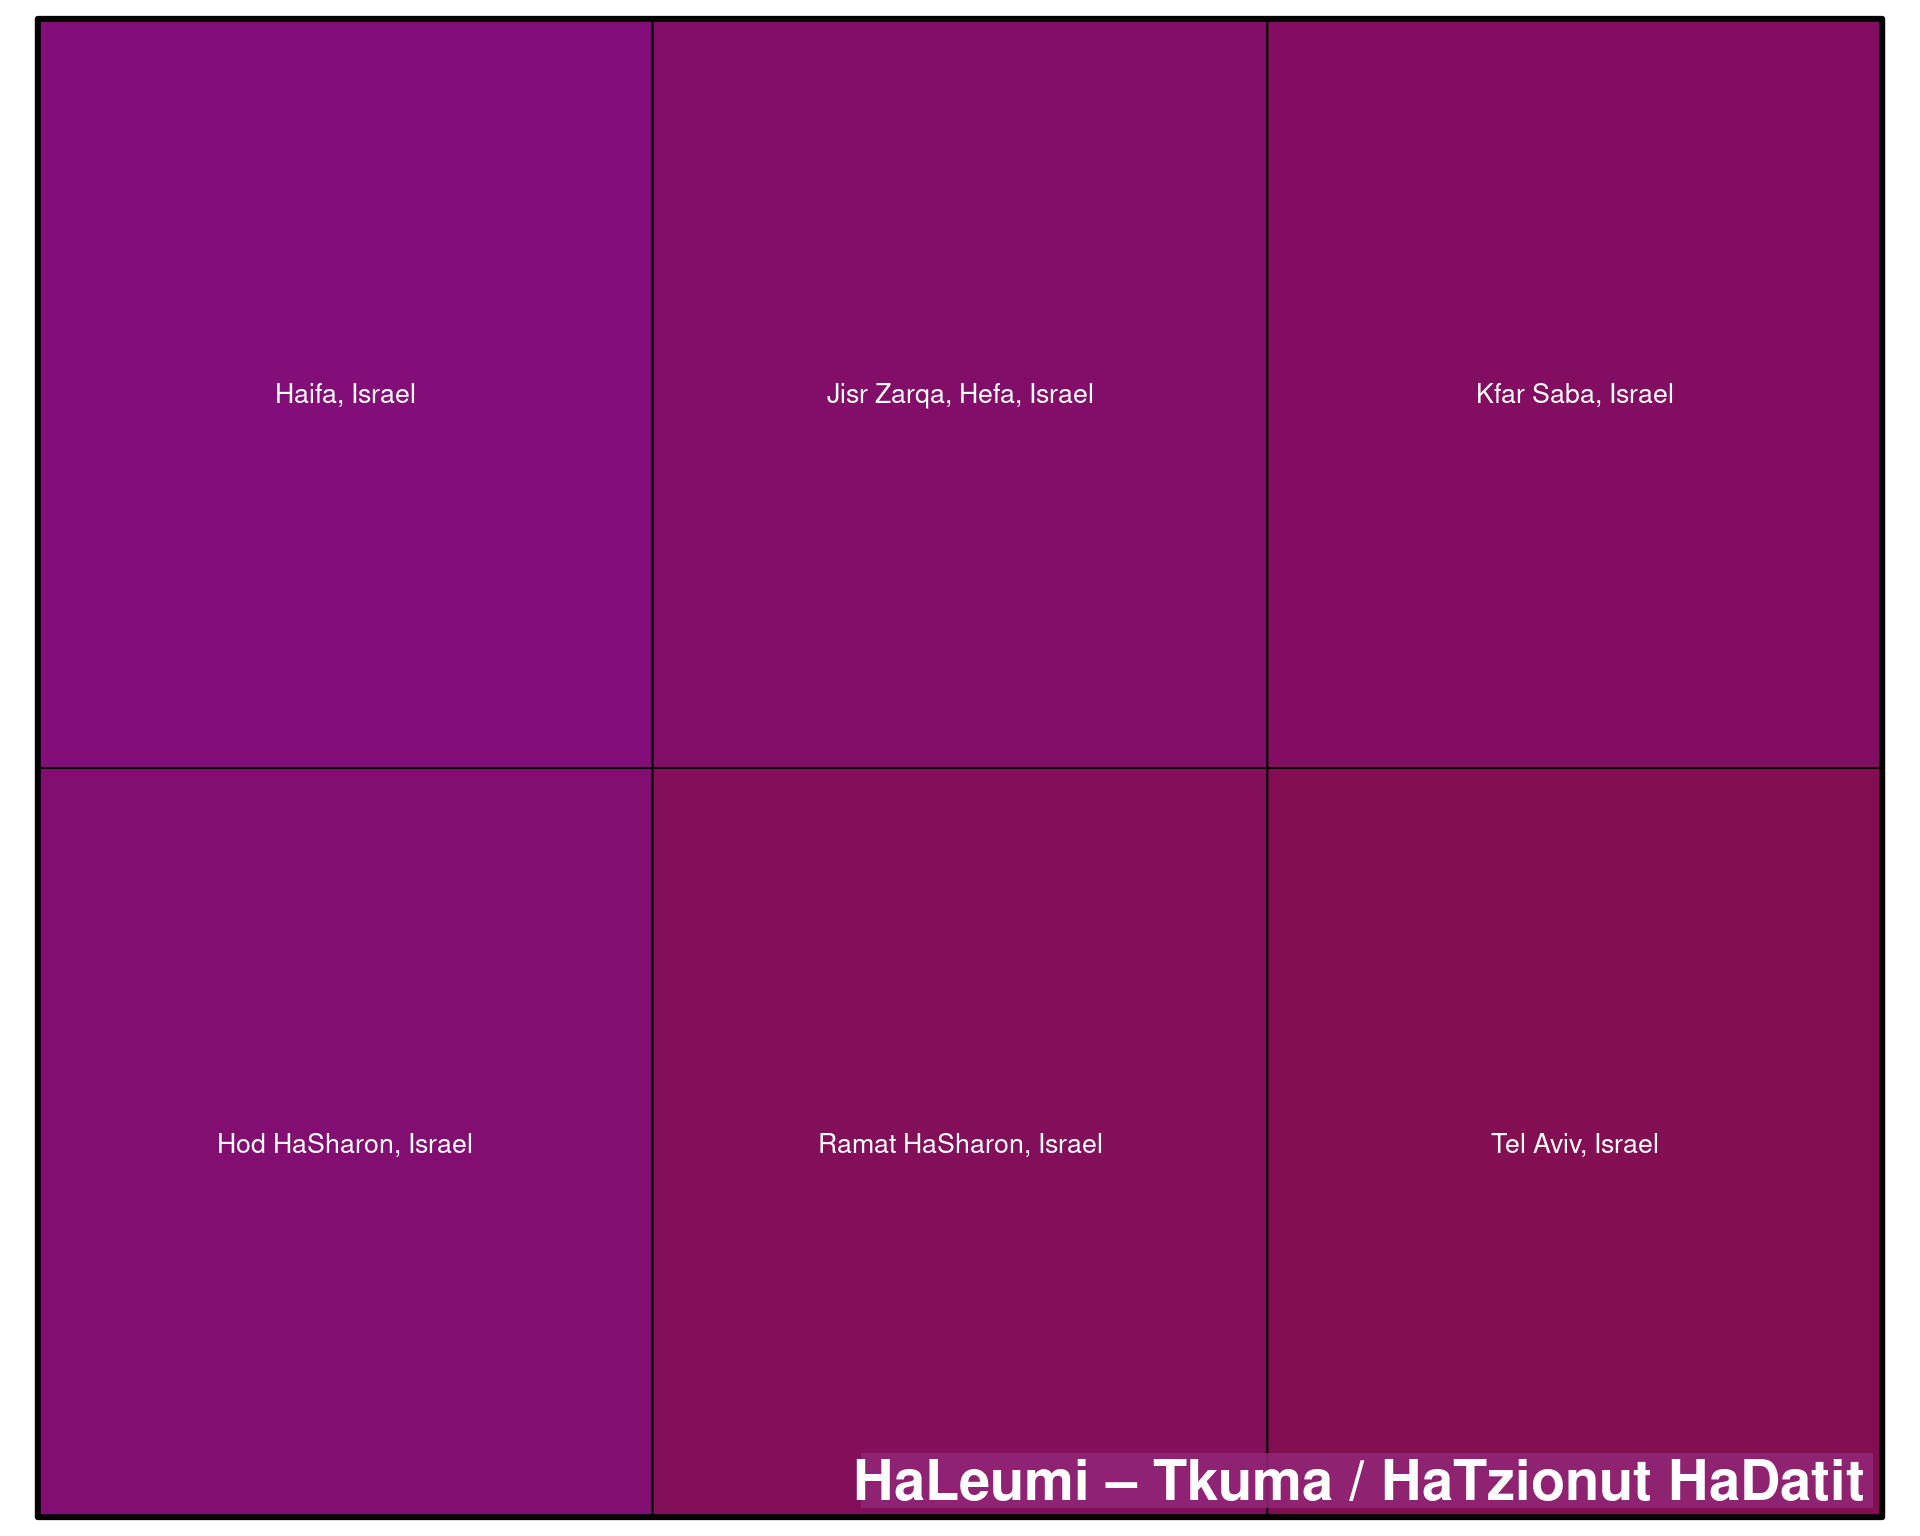 Haifa, Israel
Jisr Zarqa, Hefa, Israel
Kfar Saba, Israel
Hod HaSharon, Israel
Ramat HaSharon, Israel
Tel Aviv, Israel
HaLeumi – Tkuma / HaTzionut HaDatit